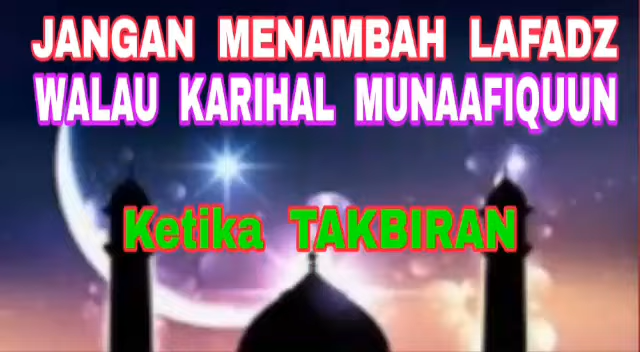 JANGAN MENAMBAH LAFADZ
WALAU KARIHAL MUNAAFIQUUN
Ketika TAKBIRAN